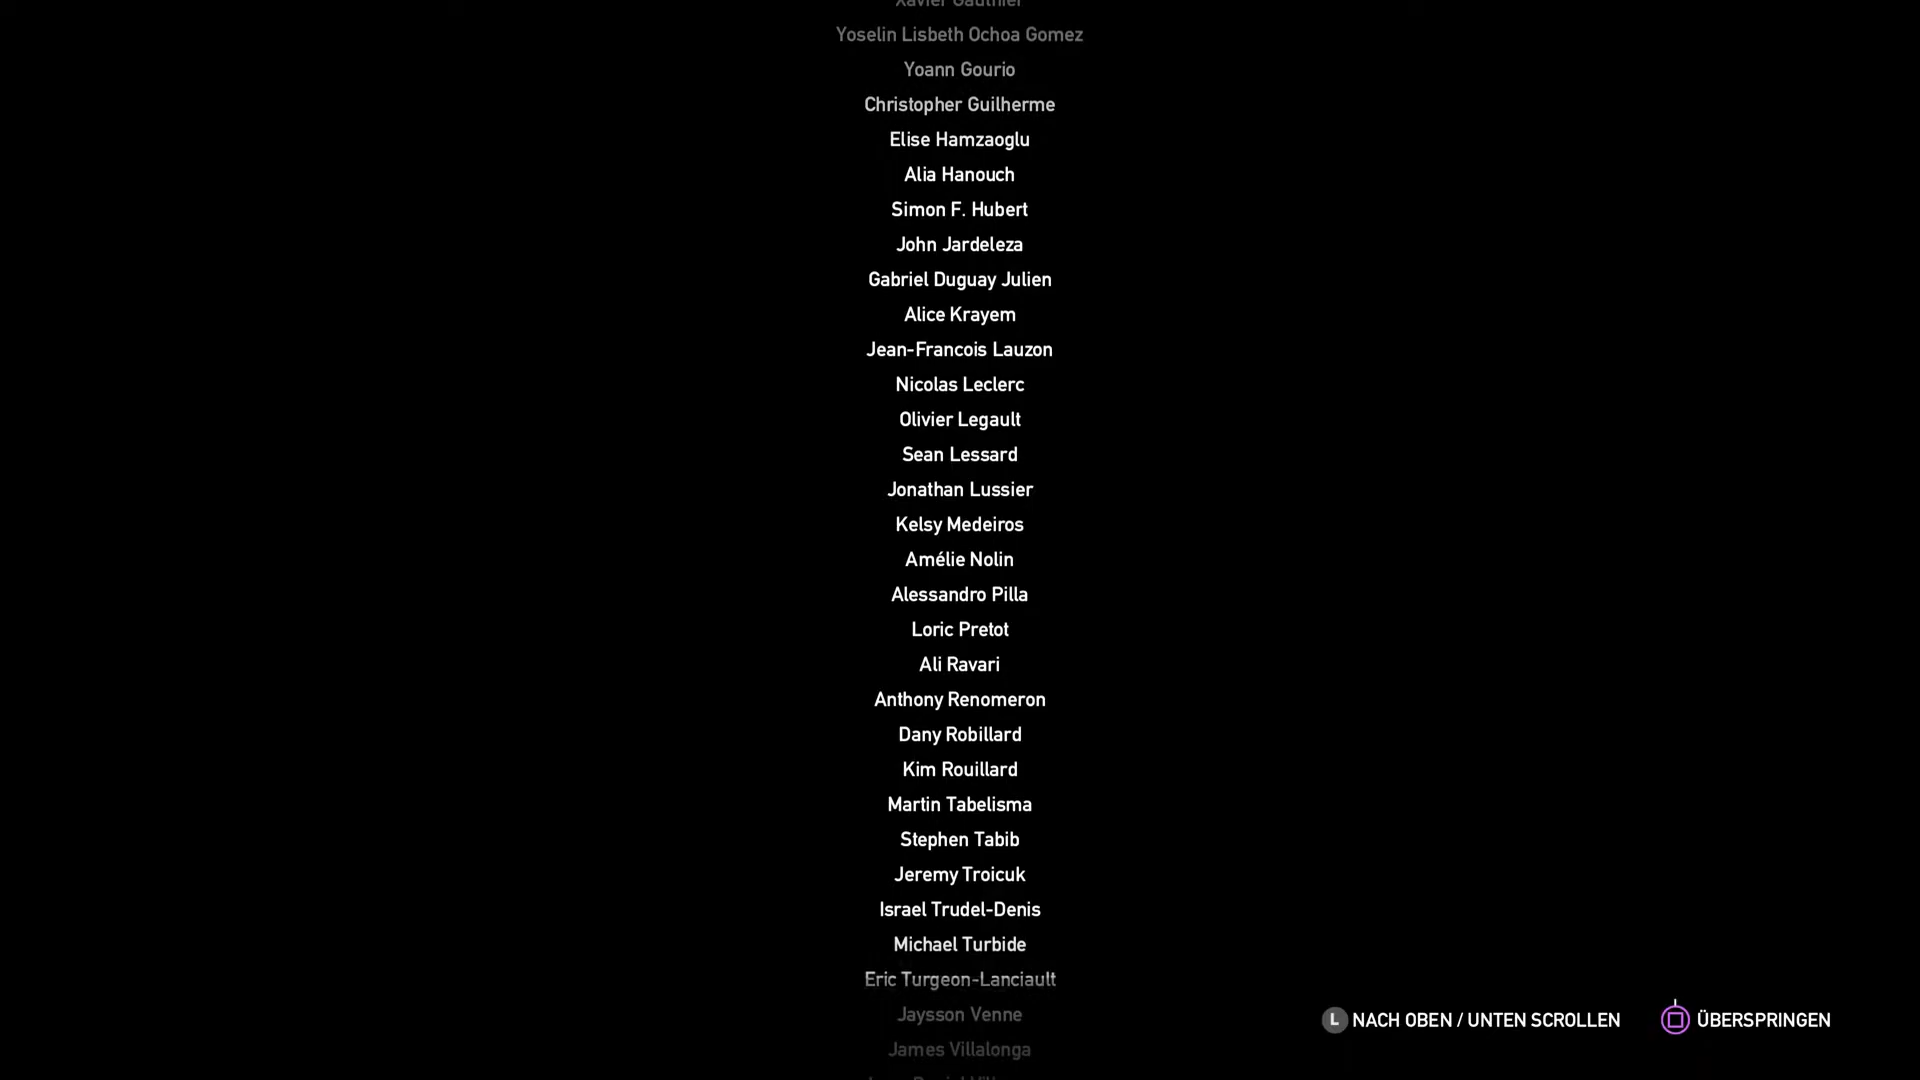 Xavier Gauthier
Yoselin Lisbeth Ochoa Gomez
Yoann Gourio
Christopher Guilherme
Elise Hamzaoglu
Alia Hanouch
Simon F. Hubert
John Jardeleza
Gabriel Duguay Julien
Alice Krayem
Jean-Francois Lauzon
Nicolas Leclerc
Olivier Legault
Sean Lessard
Jonathan Lussier
Kelsy Medeiros
Amélie Nolin
Alessandro Pilla
Loric Pretot
Ali Ravari
Anthony Renomeron
Dany Robillard
Kim Rouillard
Martin Tabelisma
Stephen Tabib
Jeremy Troicuk
Israel Trudel-Denis
Michael Turbide
Eric Turgeon-Lanciault
Jaysson Venne
James Villalonga
L NACH OBEN / UNTEN SCROLLEN
ÜBERSPRINGEN